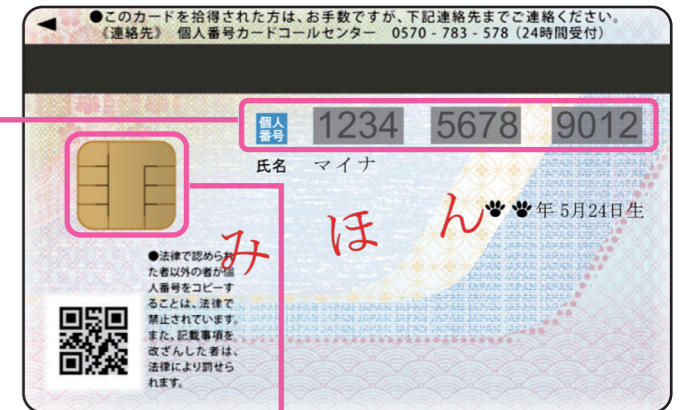 ●このカードを拾得された方は、お手数ですが、下記連絡先までご連絡ください。
《連絡先》 個人番号カードコールセンター 0570 - 783 - 578（24時間受付）
個人番号 1234 5678 9012
氏名 マイナ
年 5月24日生
みほん
●法律で認められ
た者以外の者が個
人番号をコピーす
ることは、法律で
禁止されています。
また、記載事項を
改ざんした者は、
法律により罰せら
れます。